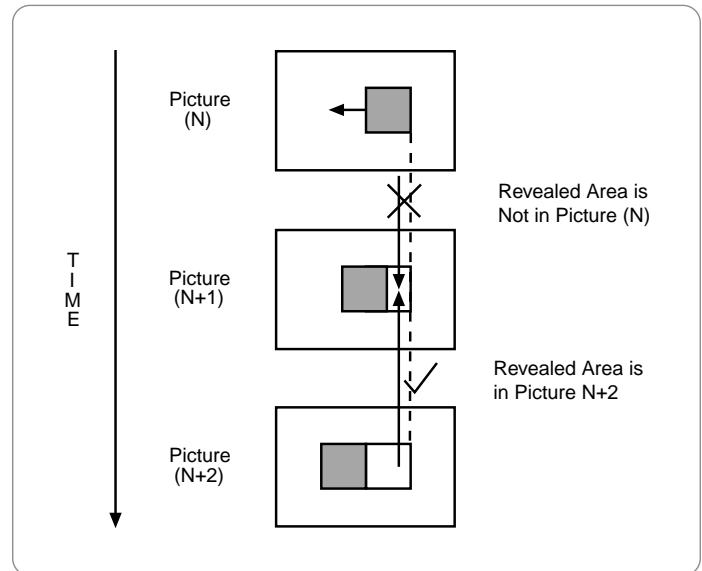 Picture
(N)
Revealed Area is
Not in Picture (N)
T
I
M
E
Picture
(N+1)
Revealed Area is
in Picture N+2
Picture
(N+2)